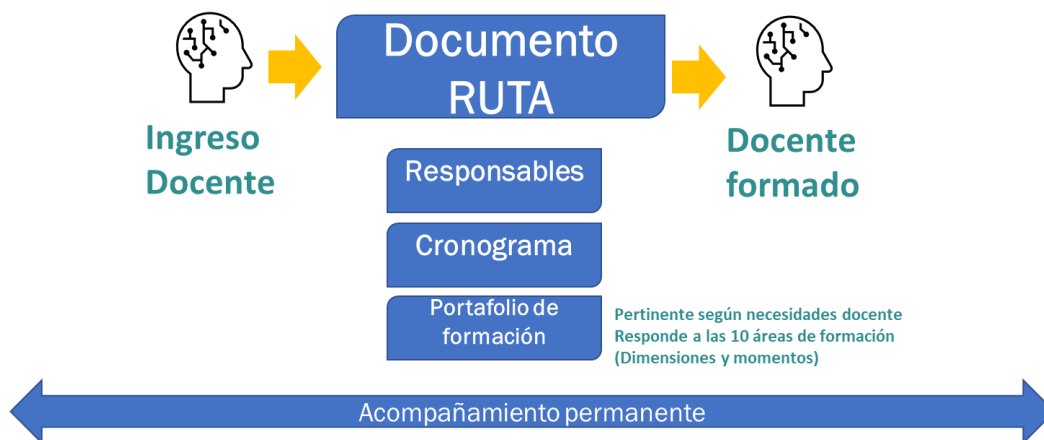 Documento
RUTA
Ingreso
Docente
Docente
formado
Responsables
Cronograma
Portafolio de
formación
Pertinente según necesidades docente
Responde a las 10 áreas de formación
(Dimensiones y momentos)
Acompañamiento permanente